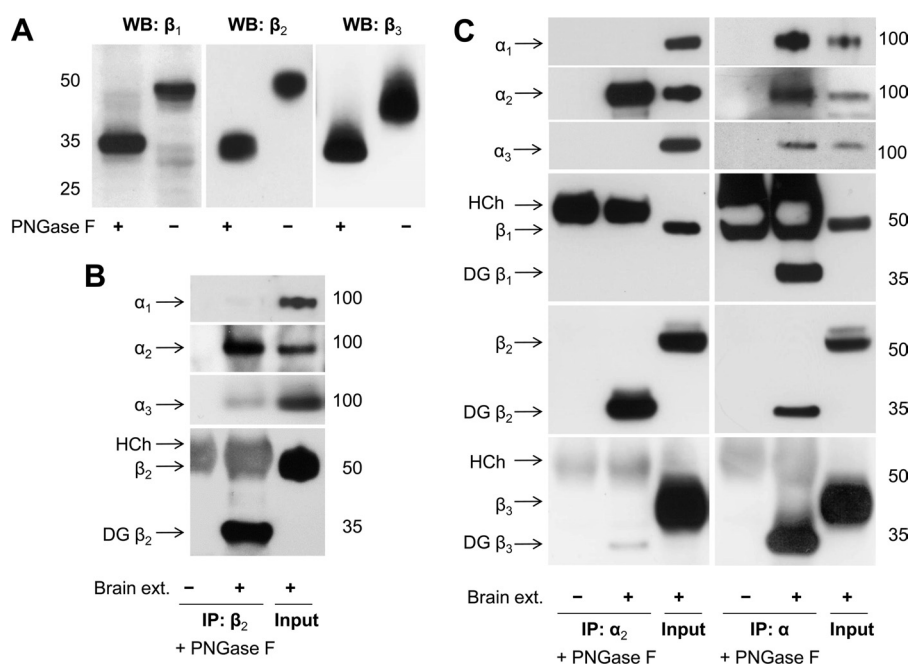 A
WB: β1 WB: β2 WB: β3
50
35
25
PNGase F + − + − + −
B
α1 100
α2 100
α3 100
HCh
β2 50
DG β2 35
Brain ext. − + +
IP: β2 Input
+ PNGase F
C
α1 100
α2 100
α3 100
HCh
β1 50
DG β1 35
β2 50
DG β2 35
HCh 50
β3
DG β3 35
Brain ext. − + + − + +
IP: α2 Input IP: α Input
+ PNGase F + PNGase F